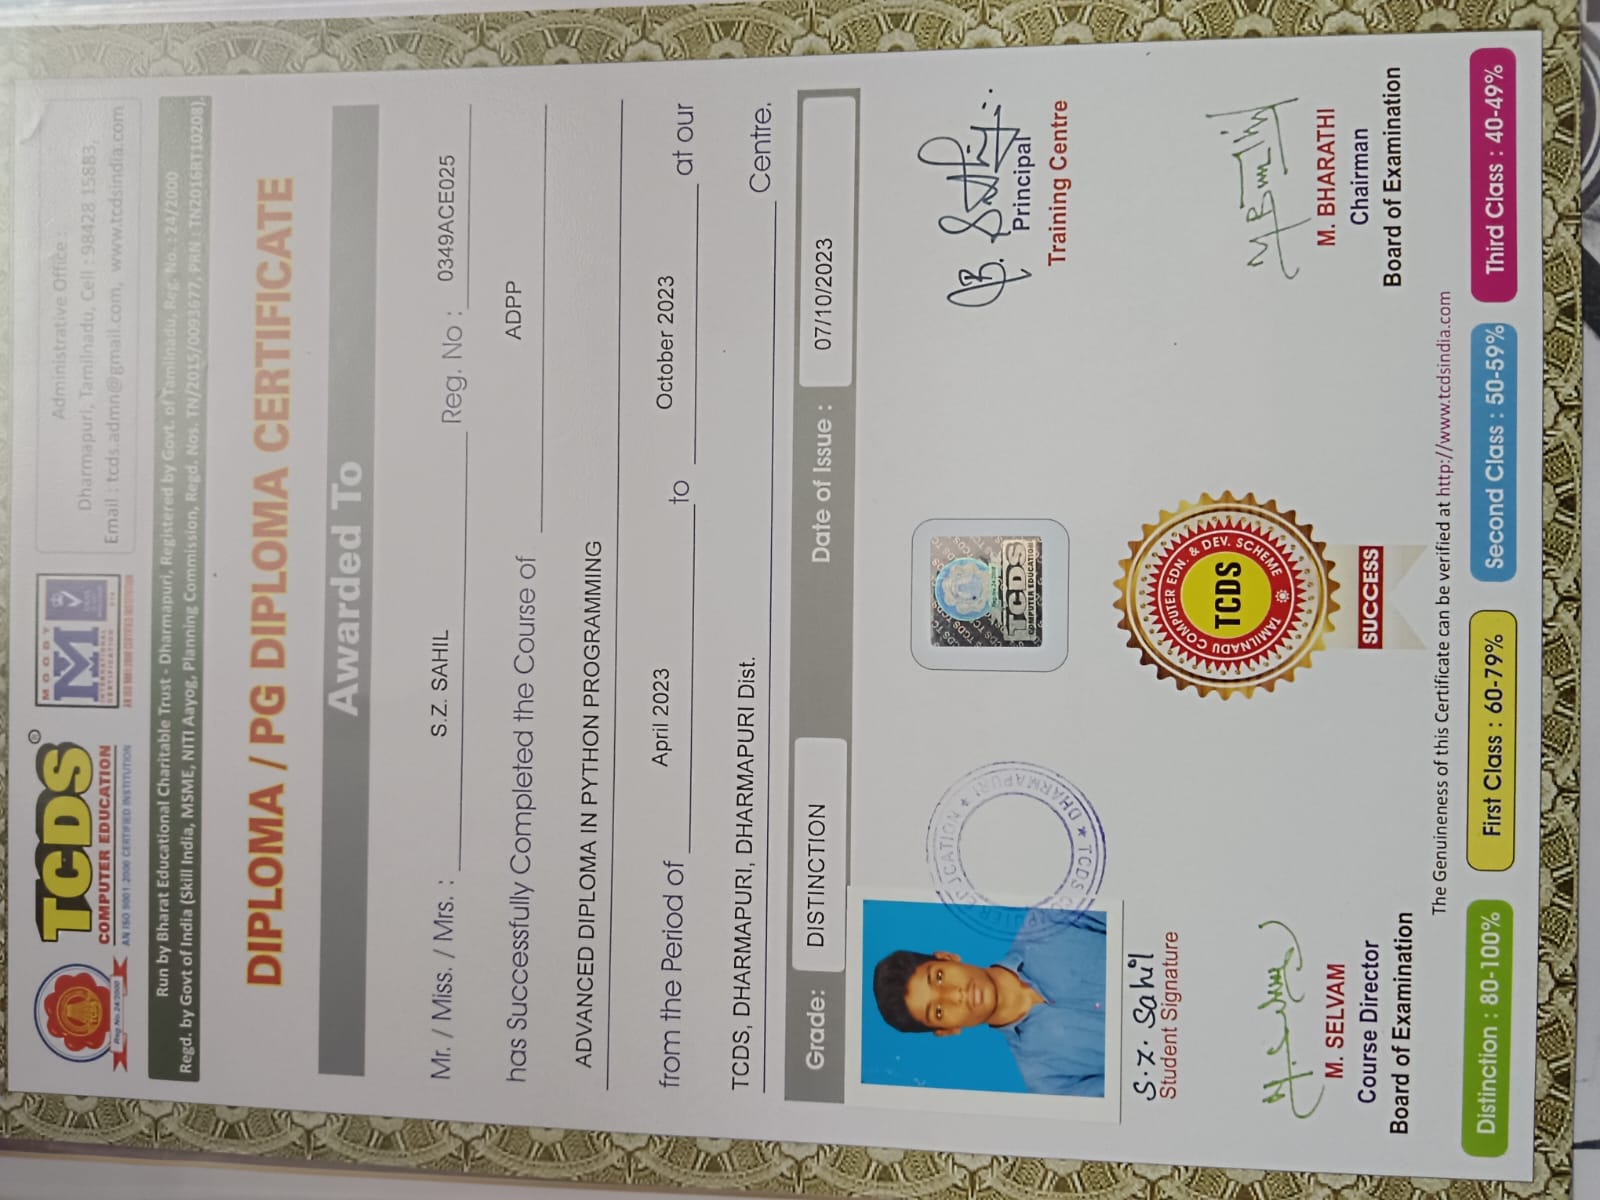 TCDS®
COMPUTER EDUCATION
AN ISO 9001:2000 CERTIFIED INSTITUTION
Reg.No:24/2000
MOODY
INTERNATIONAL
CERTIFICATION
Administrative Office :
Dharmapuri, Tamilnadu, Cell : 98428 15883,
Email : tcds.admn@gmail.com, www.tcdsindia.com
Run by Bharat Educational Charitable Trust - Dharmapuri, Registered by Govt. of Tamilnadu, Reg. No.: 24/2000
Regd. by Govt of India (Skill India, MSME, NITI Aayog, Planning Commission, Regd. Nos. TN/2015/0093677, PRN : TN2016RT10208).
DIPLOMA / PG DIPLOMA CERTIFICATE
Awarded To
Mr. / Miss. / Mrs. : S.Z. SAHIL Reg. No : 0349ACE025
has Successfully Completed the Course of ADPP
ADVANCED DIPLOMA IN PYTHON PROGRAMMING
from the Period of April 2023 to October 2023 at our
TCDS, DHARMAPURI, DHARMAPURI Dist. Centre.
Grade: DISTINCTION Date of Issue : 07/10/2023
TCDS
COMPUTER EDUCATION
★ TCDS COMPUTER EDUCATION ★ DHARMAPURI
Principal
Training Centre
S.Z. Sahil
Student Signature
TAMILNADU COMPUTER EDN. & DEV. SCHEME
TCDS
SUCCESS
M. SELVAM
Course Director
Board of Examination
M. BHARATHI
Chairman
Board of Examination
The Genuineness of this Certificate can be verified at http://www.tcdsindia.com
Distinction : 80-100% First Class : 60-79% Second Class : 50-59% Third Class : 40-49%